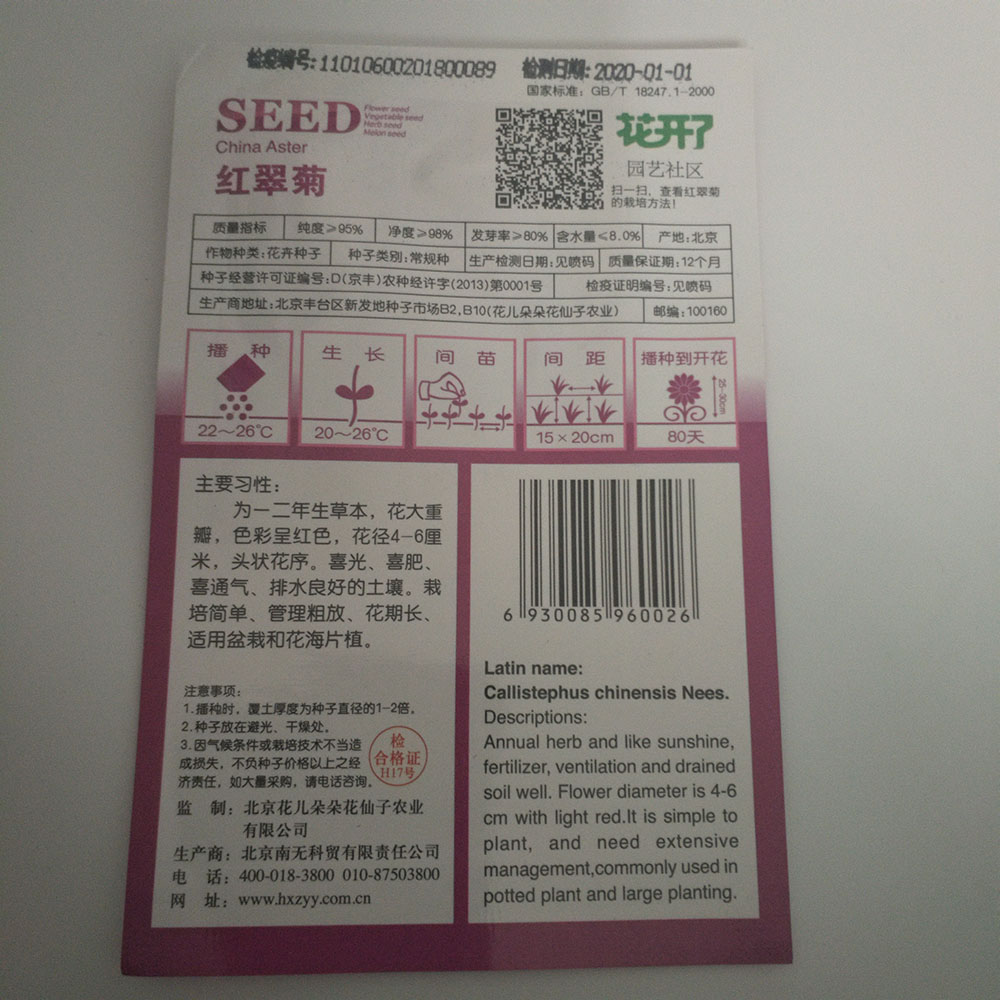 检疫编号:11010600201800089 检测日期:2020-01-01
国家标准：GB/T 18247.1-2000
SEED
Flower seed
Vegetable seed
Herb seed
Melon seed
China Aster
红翠菊
花开了
园艺社区
扫一扫，查看红翠菊
的栽培方法！
质量指标 纯度≥95% 净度≥98% 发芽率≥80% 含水量≤8.0% 产地:北京
作物种类:花卉种子 种子类别:常规种 生产检测日期:见喷码 质量保证期:12个月
种子经营许可证编号:D(京丰)农种经许字(2013)第0001号 检疫证明编号:见喷码
生产商地址:北京丰台区新发地种子市场B2,B10(花儿朵朵花仙子农业) 邮编:100160
播种 生长 间苗 间距 播种到开花
25-30cm
22～26℃ 20～26℃ 15×20cm 80天
主要习性：
为一二年生草本，花大重
瓣，色彩呈红色，花径4-6厘
米，头状花序。喜光、喜肥、
喜通气、排水良好的土壤。栽
培简单、管理粗放、花期长、
适用盆栽和花海片植。
注意事项：
1.播种时，覆土厚度为种子直径的1-2倍。
2.种子放在避光、干燥处。
3.因气候条件或栽培技术不当造
成损失，不负种子价格以上之经
济责任，如大量采购，请电话咨询。
检
合格证
H17号
监 制：北京花儿朵朵花仙子农业
有限公司
生产商：北京南无科贸有限责任公司
电 话：400-018-3800 010-87503800
网 址：www.hxzyy.com.cn
6 930085 960026
Latin name:
Callistephus chinensis Nees.
Descriptions:
Annual herb and like sunshine,
fertilizer, ventilation and drained
soil well. Flower diameter is 4-6
cm with light red.It is simple to
plant, and need extensive
management,commonly used in
potted plant and large planting.